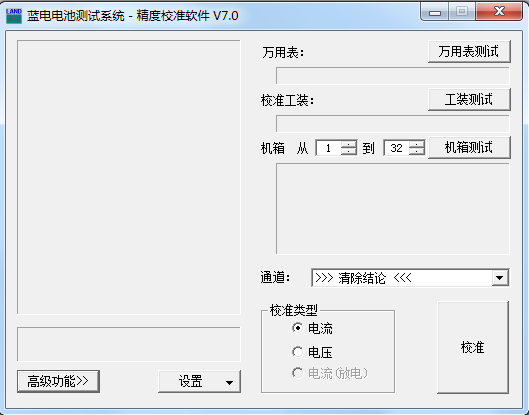 LAND 蓝电电池测试系统 - 精度校准软件 V7.0
万用表: 万用表测试
校准工装: 工装测试
机箱 从 1 到 32 机箱测试
通道: >>> 清除结论 <<<
校准类型
电流
电压
电流(放电)
校准
高级功能>> 设置